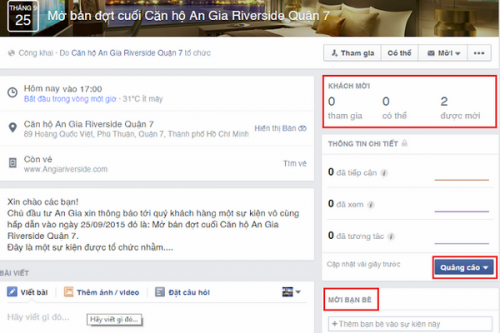 THÁNG 9
25
Mở bán đợt cuối Căn hộ An Gia Riverside Quận 7
Công khai · Do Căn hộ An Gia Riverside Quận 7 tổ chức
Tham gia
Có thể
Mời
Hôm nay vào 17:00
Bắt đầu trong vòng một giờ · 31°C Ít mây
Căn hộ An Gia Riverside Quận 7
89 Hoàng Quốc Việt, Phú Thuận, Quận 7, Thành phố Hồ Chí Minh
Hiển thị Bản đồ
Còn vé
www.Angiariverside.com
Tìm vé
Xin chào các bạn!
Chủ đầu tư An Gia xin thông báo tới quý khách hàng một sự kiện vô cùng
hấp dẫn vào ngày 25/09/2015 đó là: Mở bán đợt cuối Căn hộ An Gia
Riverside Quận 7.
Đây là một sự kiện được tổ chức nhằm....
BÀI VIẾT
Viết bài
Thêm ảnh / video
Đặt câu hỏi
Hãy viết gì đó...
Hãy viết gì đó...
KHÁCH MỜI
0 0 2
tham gia có thể được mời
THÔNG TIN CHI TIẾT
0 đã tiếp cận
0 đã xem
0 đã tương tác
Cập nhật vài giây trước
Quảng cáo
MỜI BẠN BÈ
+ Thêm bạn bè vào sự kiện này